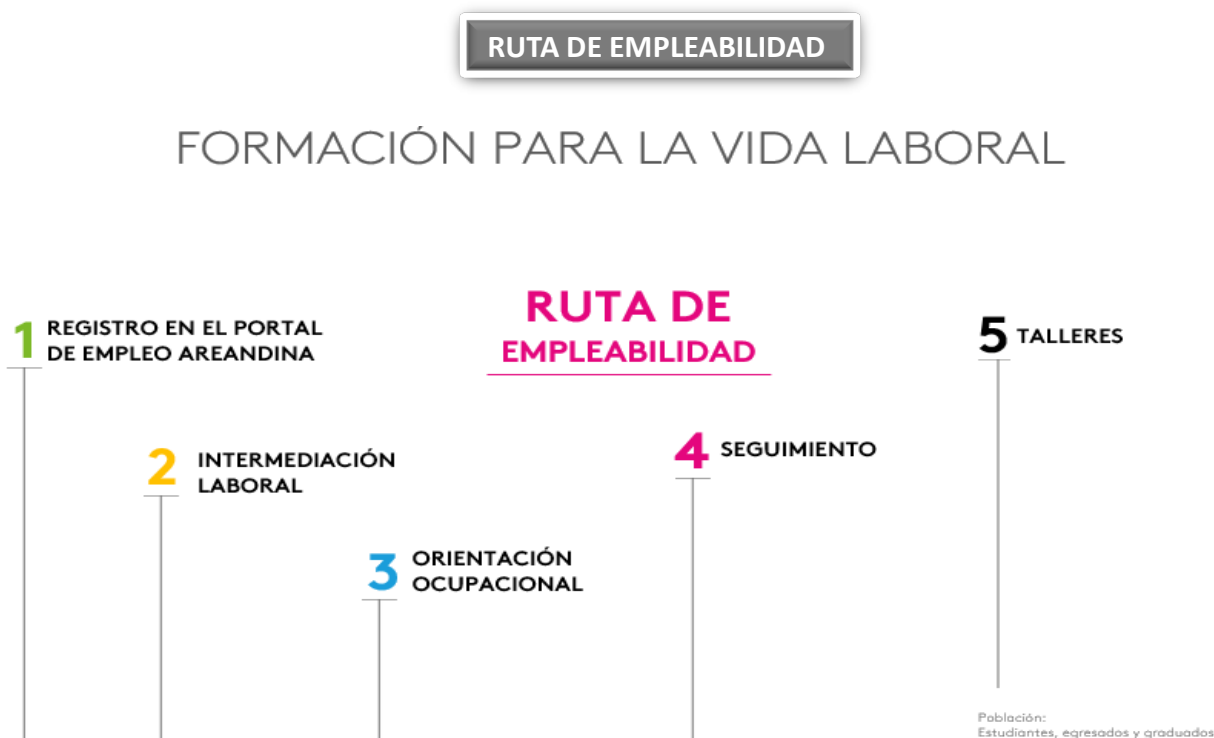 RUTA DE EMPLEABILIDAD
FORMACIÓN PARA LA VIDA LABORAL
RUTA DE
EMPLEABILIDAD
1 REGISTRO EN EL PORTAL
DE EMPLEO AREANDINA
2 INTERMEDIACIÓN
LABORAL
3 ORIENTACIÓN
OCUPACIONAL
4 SEGUIMIENTO
5 TALLERES
Población:
Estudiantes, egresados y graduados